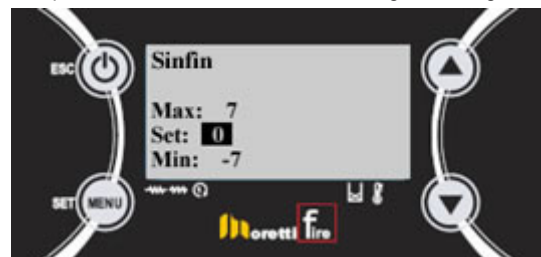 Sinfin
ESC
Max: 7
Set: 0
Min: -7
SET MENU
Moretti fire